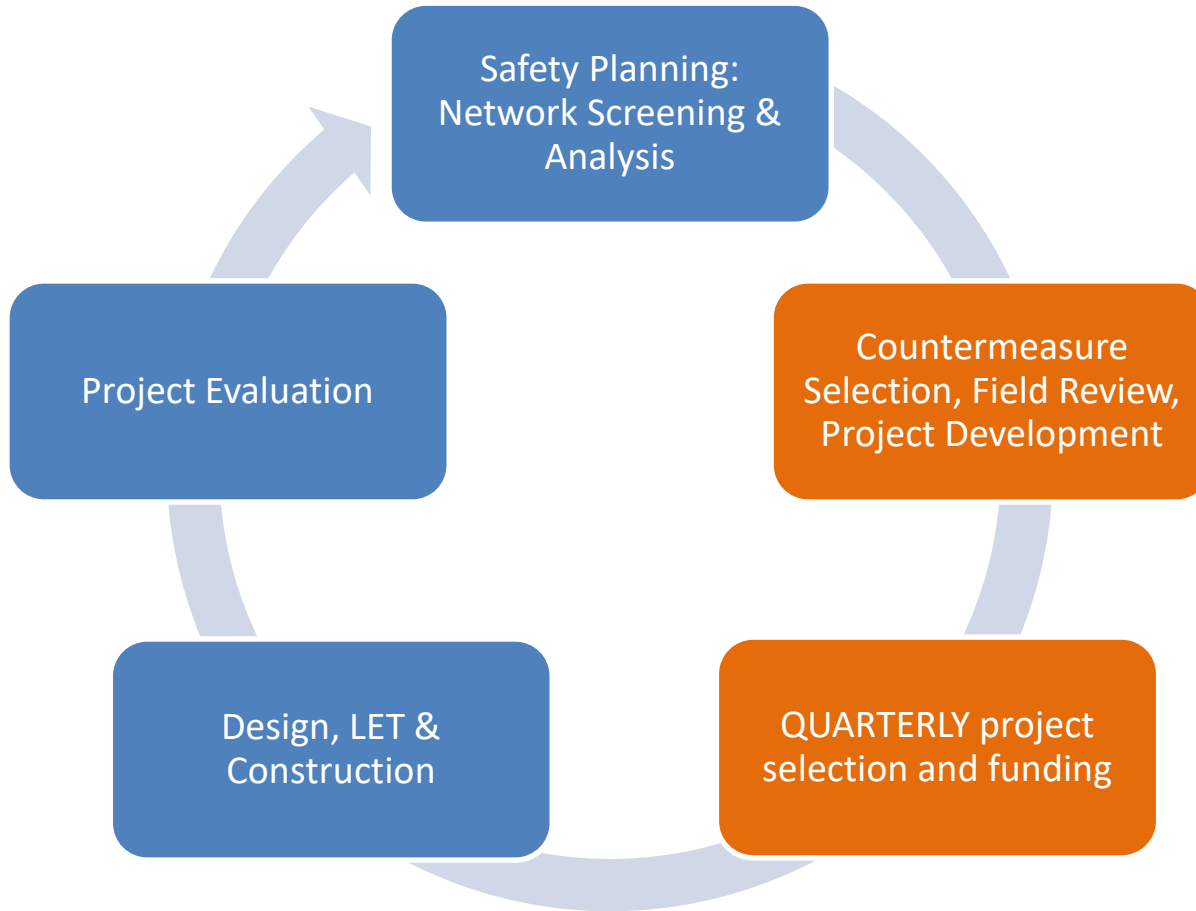 Safety Planning:
Network Screening &
Analysis
Countermeasure
Selection, Field Review,
Project Development
QUARTERLY project
selection and funding
Design, LET &
Construction
Project Evaluation